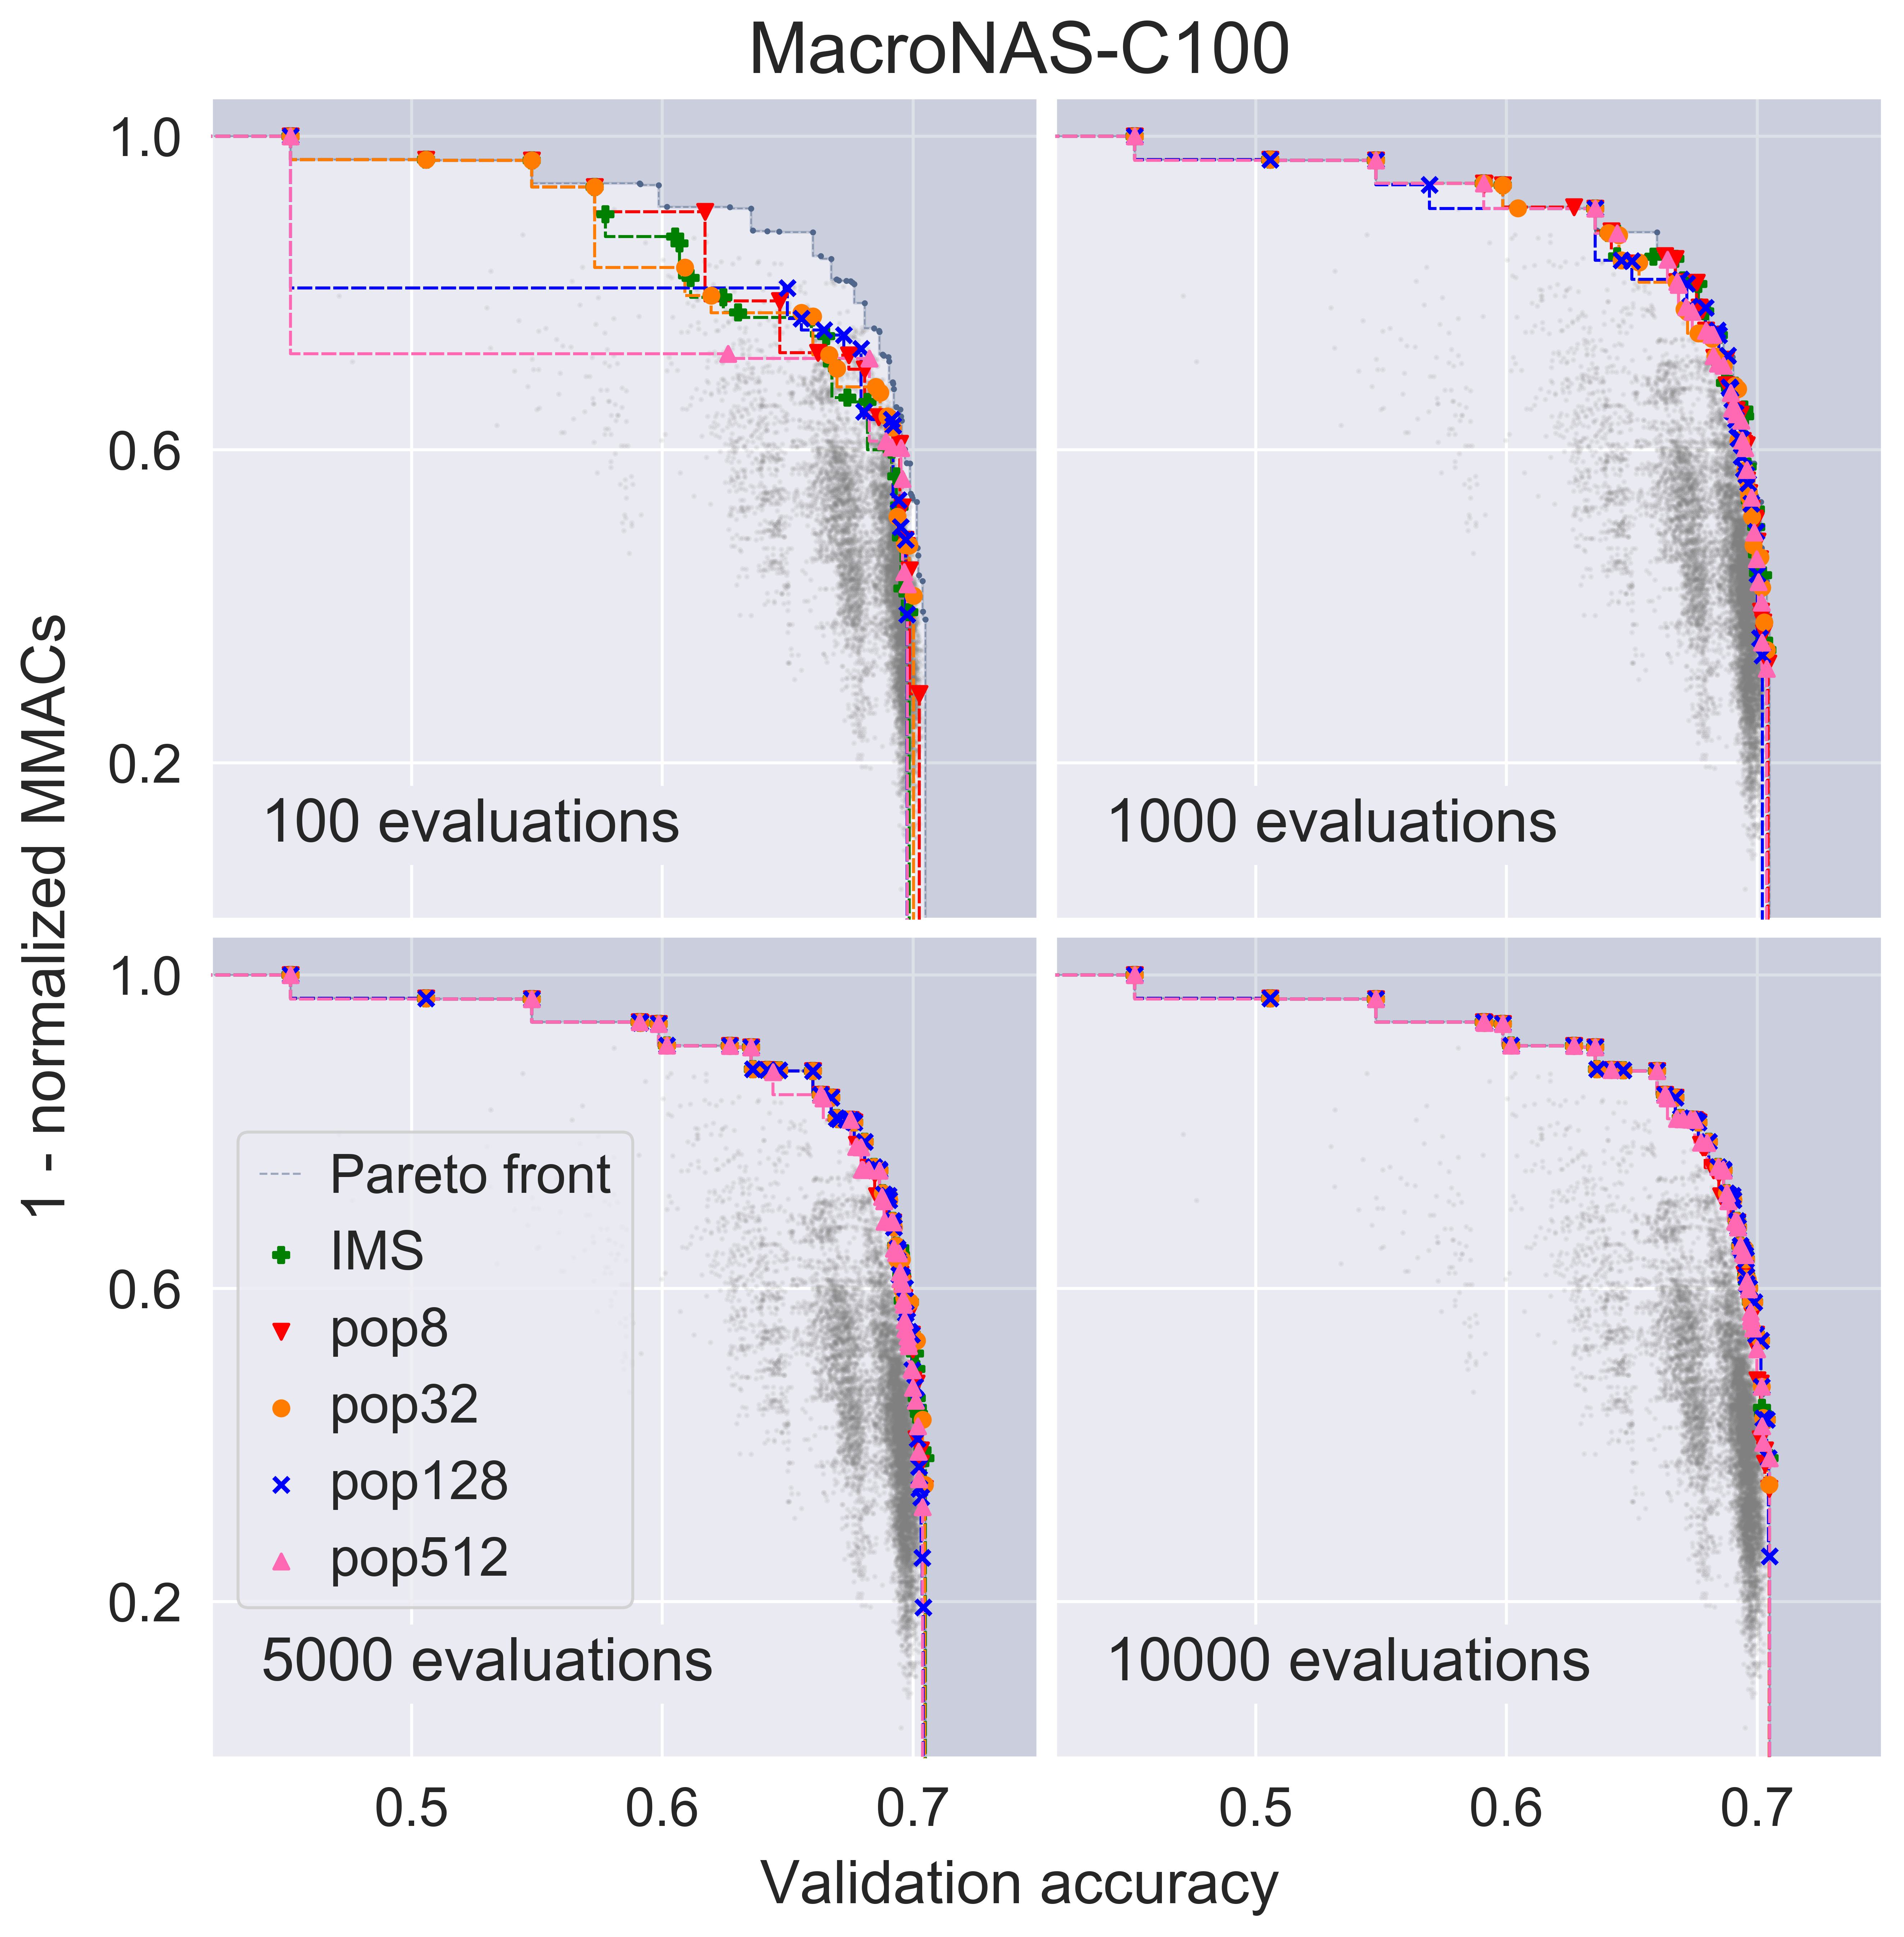 MacroNAS-C100
1 - normalized MMACs
1.0
0.6
0.2
100 evaluations
1000 evaluations
1.0
0.6
0.2
Pareto front
IMS
pop8
pop32
pop128
pop512
5000 evaluations
10000 evaluations
0.5 0.6 0.7
0.5 0.6 0.7
Validation accuracy